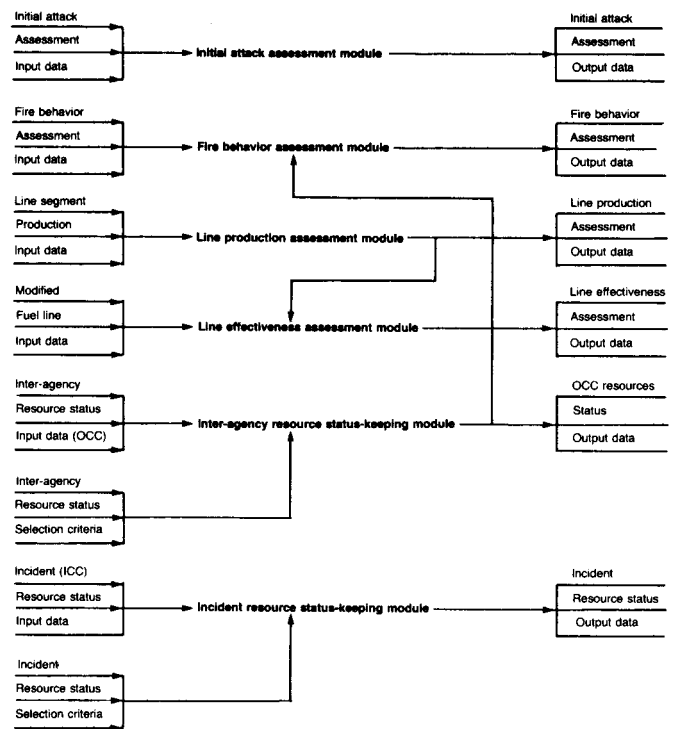 Initial attack
Assessment
Input data
Initial attack assessment module
Initial attack
Assessment
Output data
Fire behavior
Assessment
Input data
Fire behavior assessment module
Fire behavior
Assessment
Output data
Line segment
Production
Input data
Line production assessment module
Line production
Assessment
Output data
Modified
Fuel line
Input data
Line effectiveness assessment module
Line effectiveness
Assessment
Output data
Inter-agency
Resource status
Input data (OCC)
Inter-agency resource status-keeping module
OCC resources
Status
Output data
Inter-agency
Resource status
Selection criteria
Incident (ICC)
Resource status
Input data
Incident resource status-keeping module
Incident
Resource status
Output data
Incident
Resource status
Selection criteria